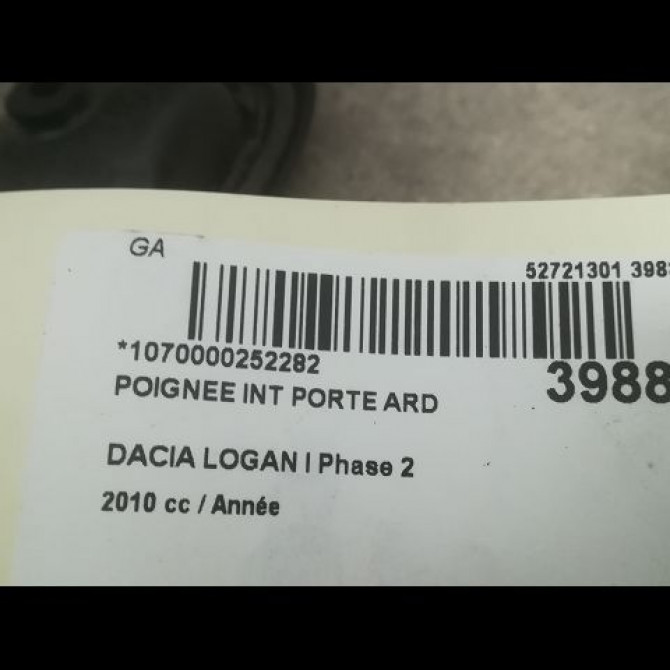 GA
52721301 398
*1070000252282
3988
POIGNEE INT PORTE ARD
DACIA LOGAN I Phase 2
2010 cc / Année